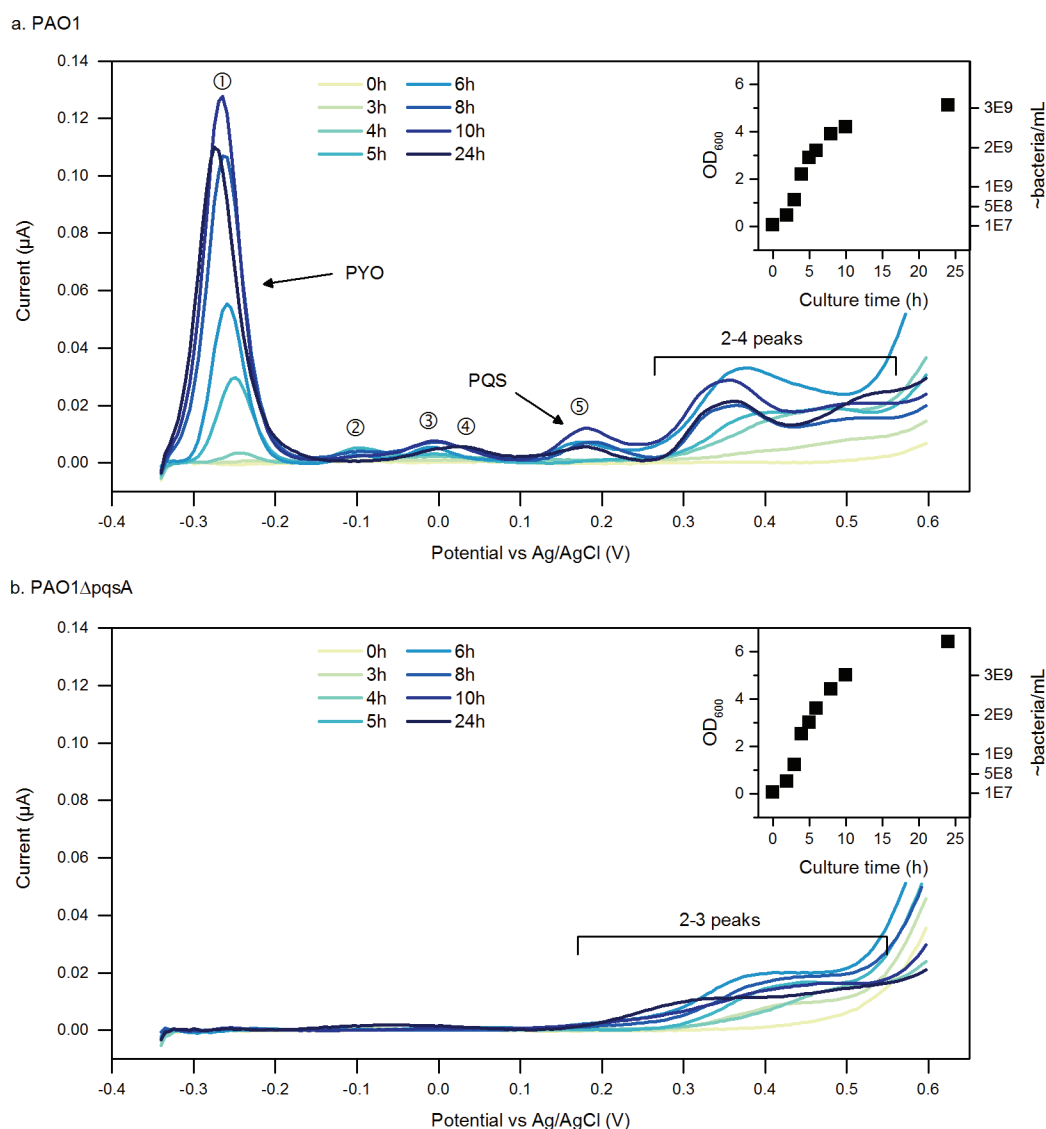 a. PAO1
0.14
0.12
0.10
0.08
0.06
0.04
0.02
0.00
Current (µA)
-0.4 -0.3 -0.2 -0.1 0.0 0.1 0.2 0.3 0.4 0.5 0.6
Potential vs Ag/AgCl (V)
0h 6h
3h 8h
4h 10h
5h 24h
①
PYO
②
③
④
PQS
⑤
2-4 peaks
6
4
2
0
OD600
3E9
2E9
1E9
5E8
1E7
~bacteria/mL
0 5 10 15 20 25
Culture time (h)
b. PAO1ΔpqsA
0.14
0.12
0.10
0.08
0.06
0.04
0.02
0.00
Current (µA)
-0.4 -0.3 -0.2 -0.1 0.0 0.1 0.2 0.3 0.4 0.5 0.6
Potential vs Ag/AgCl (V)
0h 6h
3h 8h
4h 10h
5h 24h
2-3 peaks
6
4
2
0
OD600
3E9
2E9
1E9
5E8
1E7
~bacteria/mL
0 5 10 15 20 25
Culture time (h)